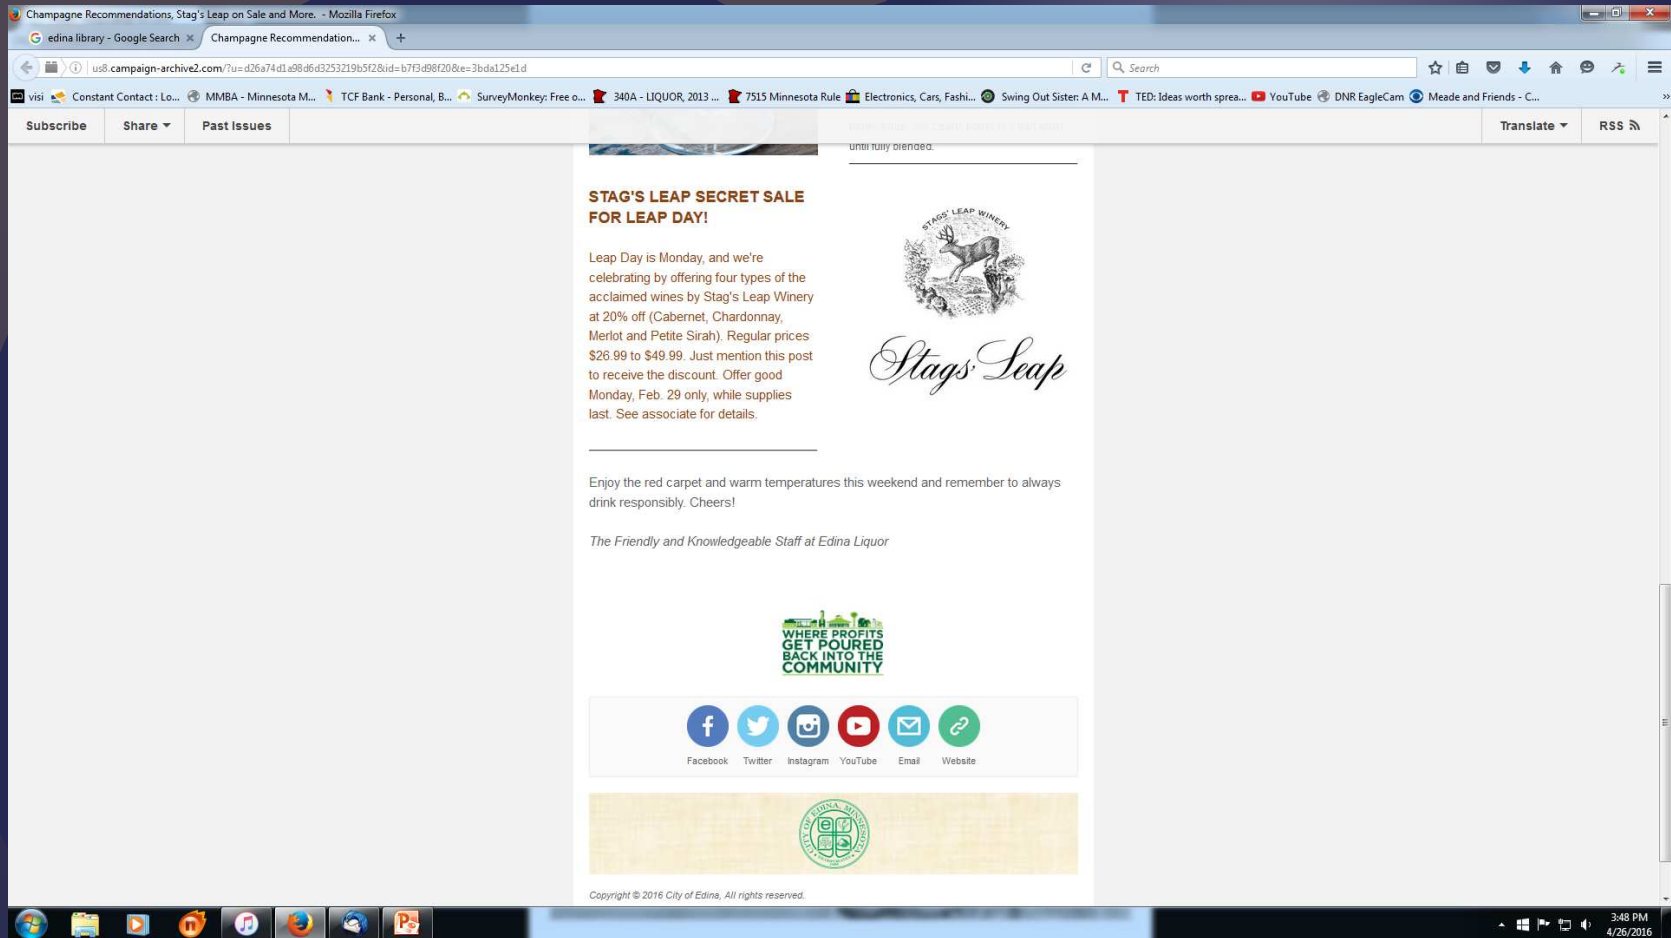 Champagne Recommendations, Stag's Leap on Sale and More. - Mozilla Firefox
edina library - Google Search
Champagne Recommendation...
us8.campaign-archive2.com/?u=d26a74d1a98d6d3253219b5f2&id=b7f3d98f20&e=3bda125e1d
Search
visi
Constant Contact : Lo...
MMBA - Minnesota M...
TCF Bank - Personal, B...
SurveyMonkey: Free o...
340A - LIQUOR, 2013 ...
7515 Minnesota Rule
Electronics, Cars, Fashi...
Swing Out Sister: A M...
TED: Ideas worth sprea...
YouTube
DNR EagleCam
Meade and Friends - C...
Subscribe
Share
Past Issues
Translate
RSS
until fully blended.
STAG'S LEAP SECRET SALE
FOR LEAP DAY!
Leap Day is Monday, and we're
celebrating by offering four types of the
acclaimed wines by Stag's Leap Winery
at 20% off (Cabernet, Chardonnay,
Merlot and Petite Sirah). Regular prices
$26.99 to $49.99. Just mention this post
to receive the discount. Offer good
Monday, Feb. 29 only, while supplies
last. See associate for details.
STAGS' LEAP WINERY
Stags' Leap
Enjoy the red carpet and warm temperatures this weekend and remember to always
drink responsibly. Cheers!
The Friendly and Knowledgeable Staff at Edina Liquor
WHERE PROFITS
GET POURED
BACK INTO THE
COMMUNITY
Facebook
Twitter
Instagram
YouTube
Email
Website
CITY OF EDINA, MINNESOTA
Copyright © 2016 City of Edina, All rights reserved.
3:48 PM
4/26/2016